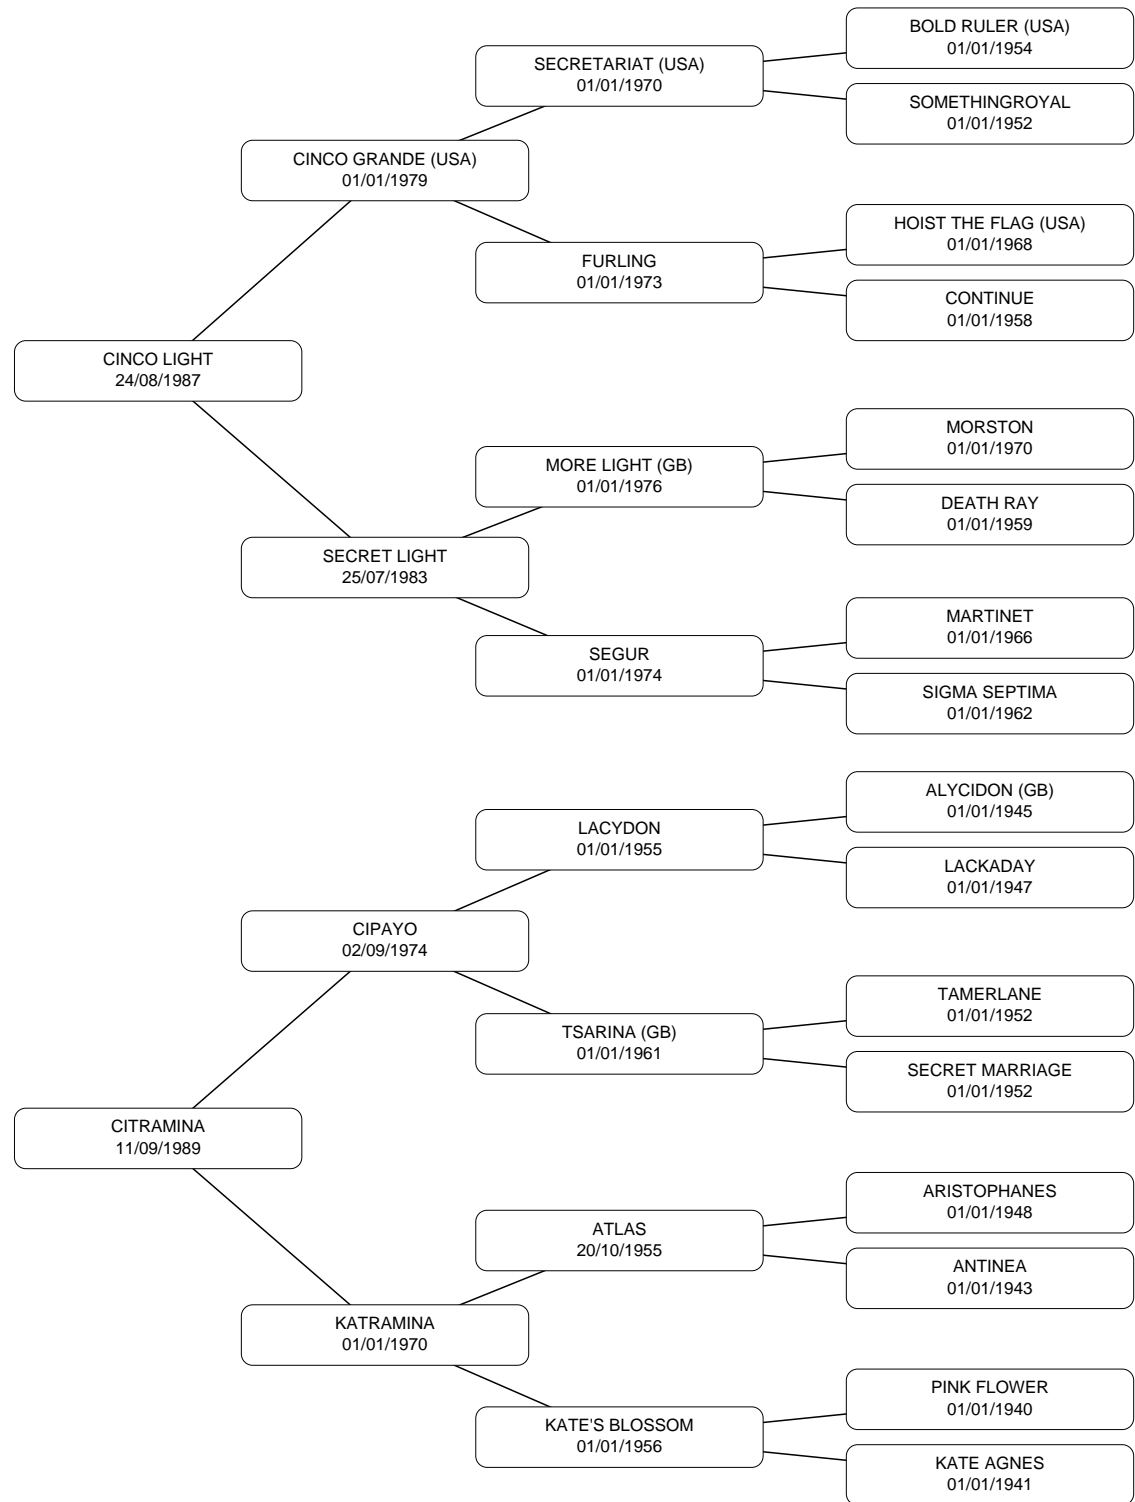 BOLD RULER (USA)
01/01/1954
SECRETARIAT (USA)
01/01/1970
SOMETHINGROYAL
01/01/1952
CINCO GRANDE (USA)
01/01/1979
HOIST THE FLAG (USA)
01/01/1968
FURLING
01/01/1973
CONTINUE
01/01/1958
CINCO LIGHT
24/08/1987
MORSTON
01/01/1970
MORE LIGHT (GB)
01/01/1976
DEATH RAY
01/01/1959
SECRET LIGHT
25/07/1983
MARTINET
01/01/1966
SEGUR
01/01/1974
SIGMA SEPTIMA
01/01/1962
ALYCIDON (GB)
01/01/1945
LACYDON
01/01/1955
LACKADAY
01/01/1947
CIPAYO
02/09/1974
TAMERLANE
01/01/1952
TSARINA (GB)
01/01/1961
SECRET MARRIAGE
01/01/1952
CITRAMINA
11/09/1989
ARISTOPHANES
01/01/1948
ATLAS
20/10/1955
ANTINEA
01/01/1943
KATRAMINA
01/01/1970
PINK FLOWER
01/01/1940
KATE'S BLOSSOM
01/01/1956
KATE AGNES
01/01/1941